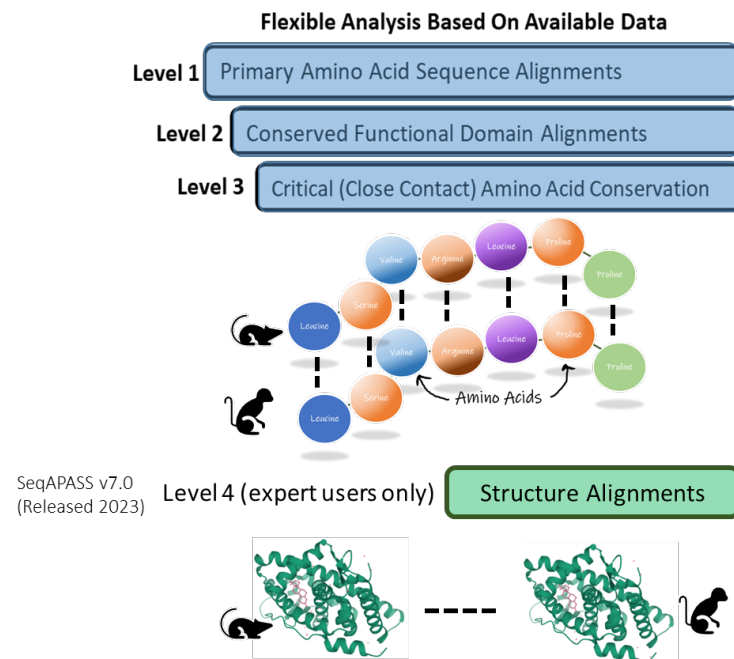 Flexible Analysis Based On Available Data
Level 1
Primary Amino Acid Sequence Alignments
Level 2
Conserved Functional Domain Alignments
Level 3
Critical (Close Contact) Amino Acid Conservation
Valine
Arginine
Leucine
Proline
Proline
Leucine
Serine
Valine
Arginine
Leucine
Proline
Proline
Leucine
Serine
Amino Acids
SeqAPASS v7.0
(Released 2023)
Level 4 (expert users only)
Structure Alignments